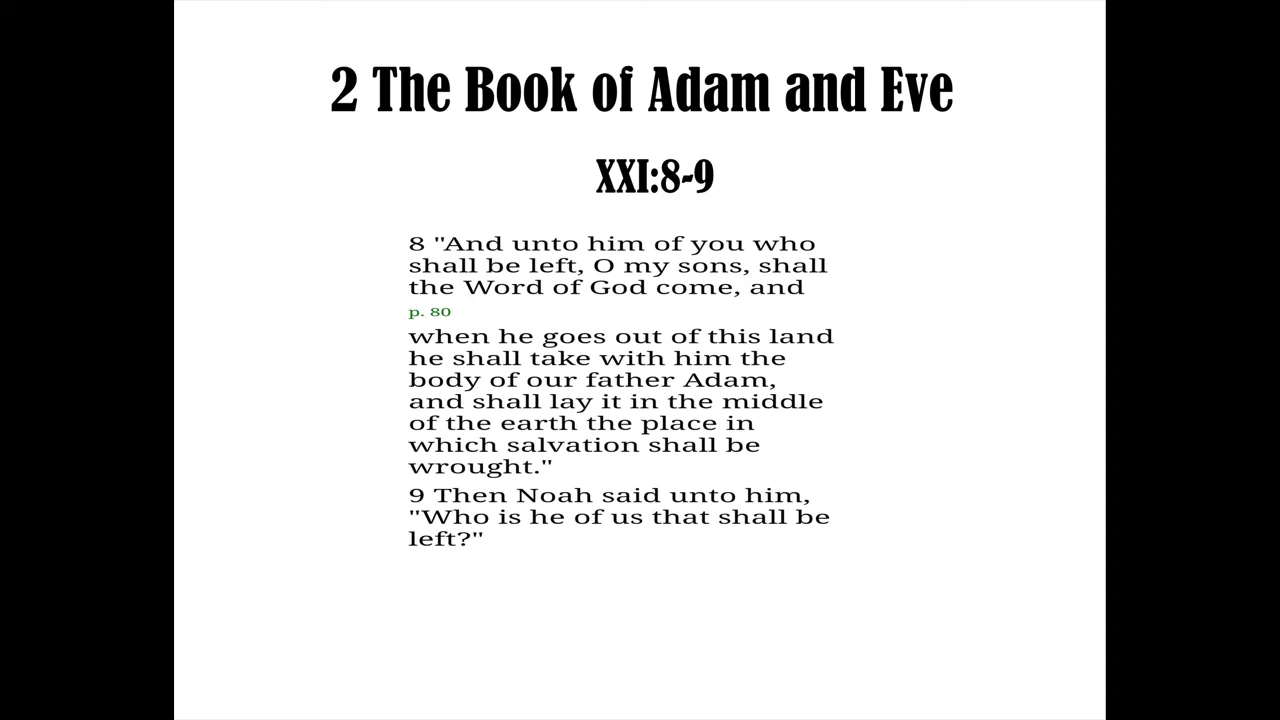 2 The Book of Adam and Eve
XXI:8-9
8 "And unto him of you who
shall be left, O my sons, shall
the Word of God come, and
p. 80
when he goes out of this land
he shall take with him the
body of our father Adam,
and shall lay it in the middle
of the earth the place in
which salvation shall be
wrought."
9 Then Noah said unto him,
"Who is he of us that shall be
left?"